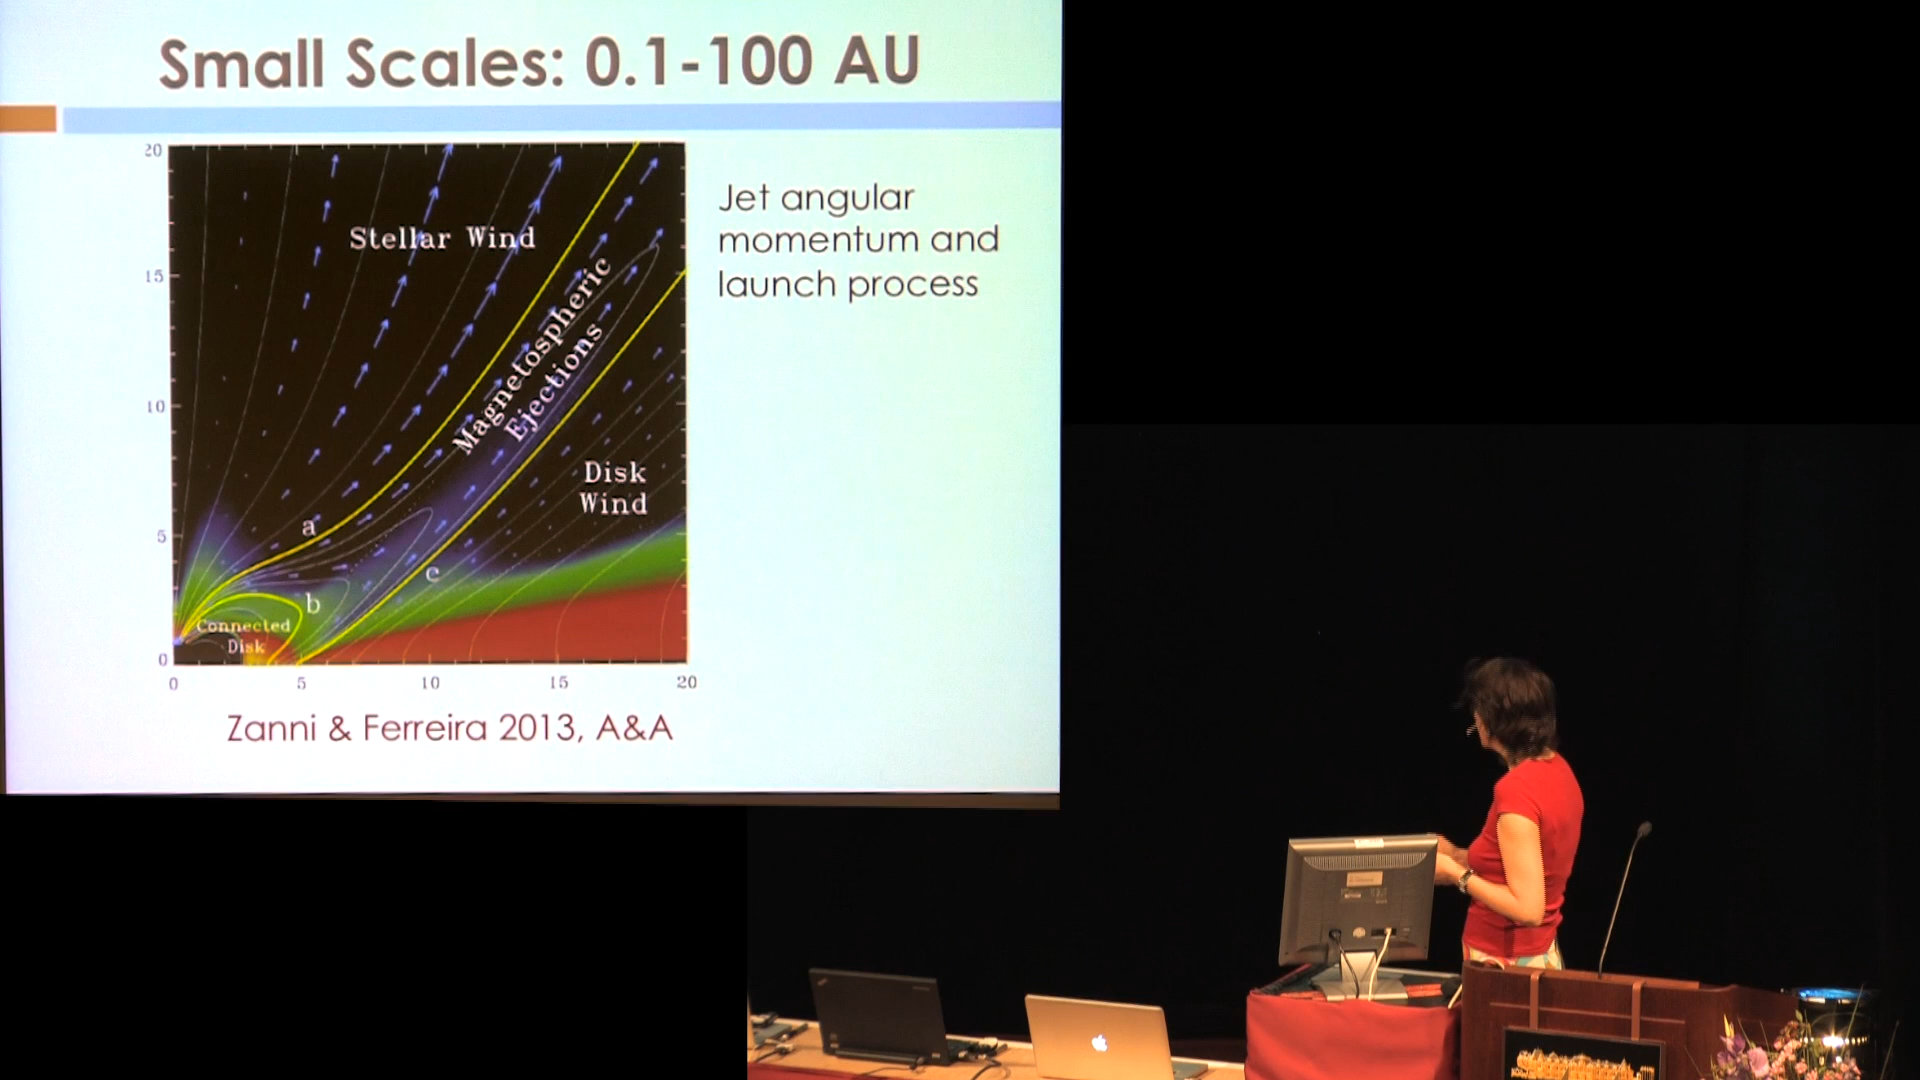 Small Scales: 0.1-100 AU
20
15
10
5
0
Stellar Wind
Magnetospheric
Ejections
Disk
Wind
a
b
c
Connected
Disk
0
5
10
15
20
Jet angular
momentum and
launch process
Zanni & Ferreira 2013, A&A